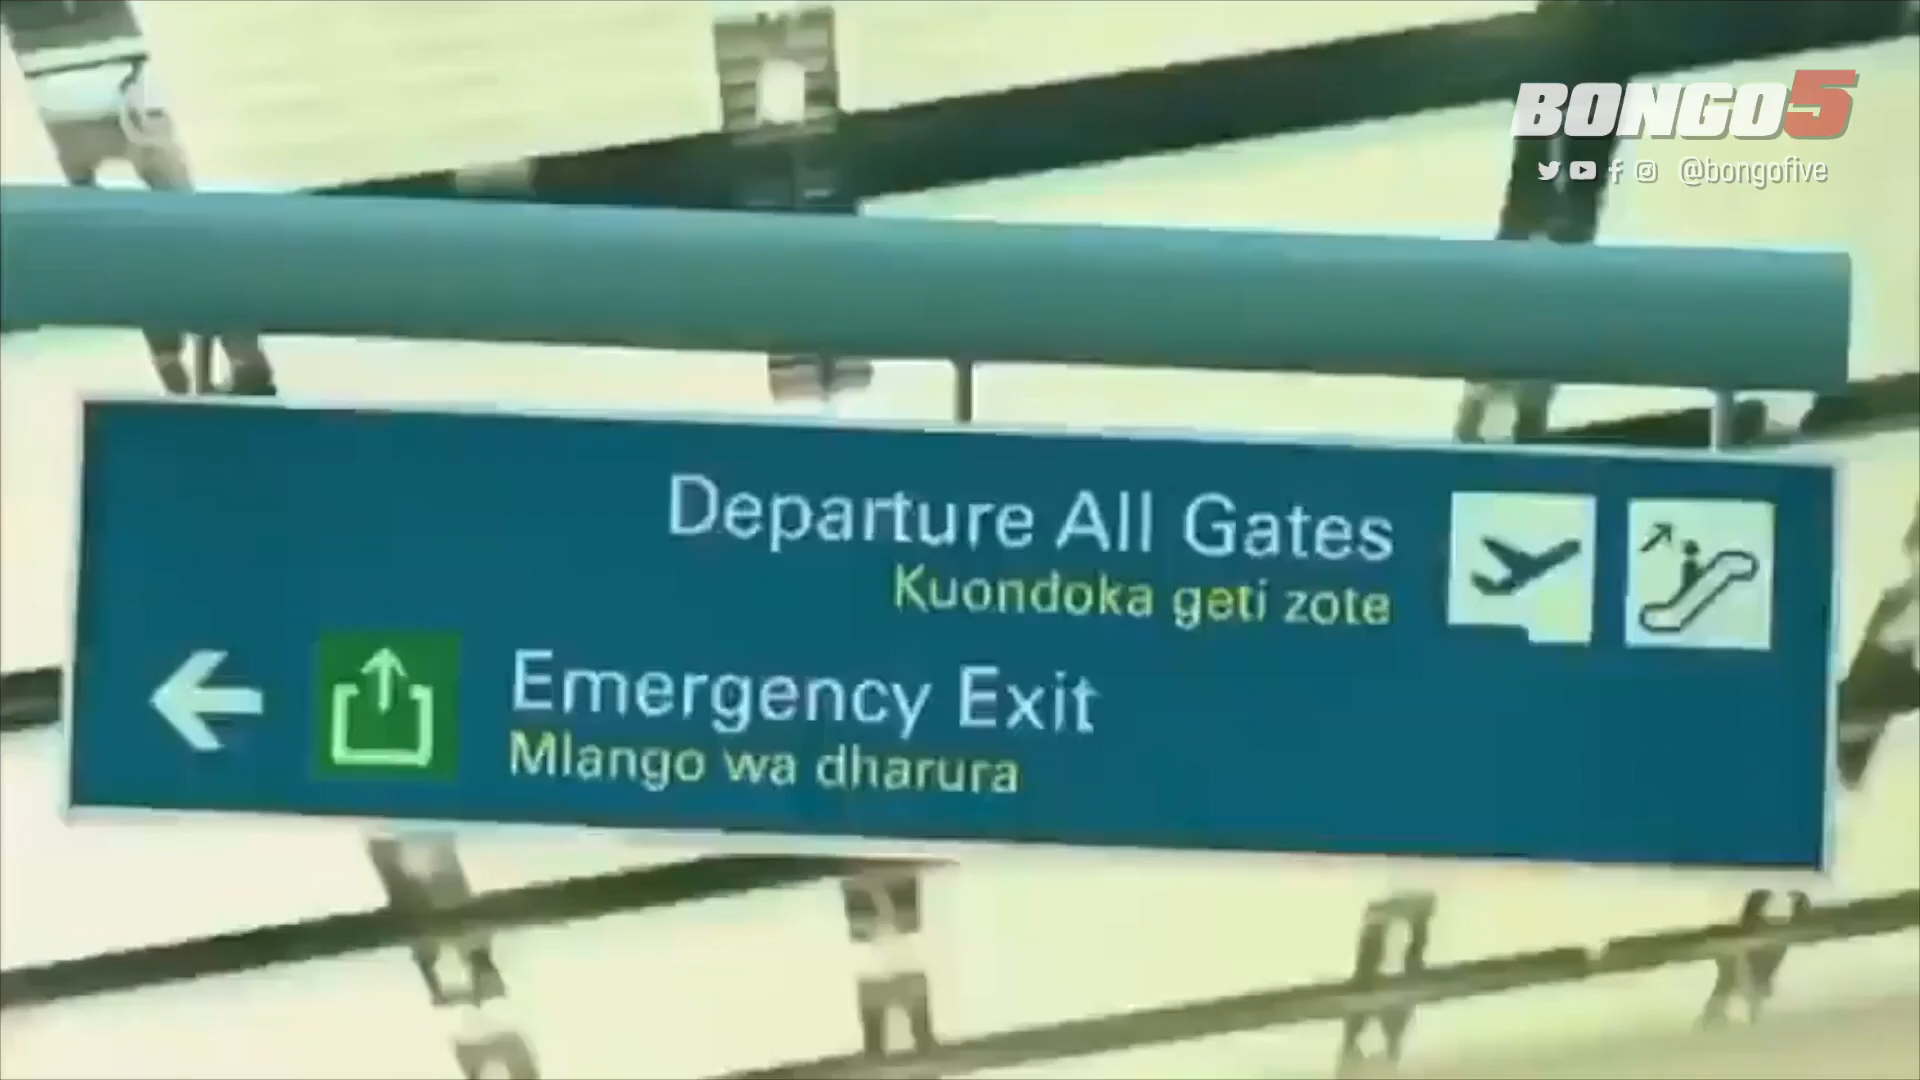 BONGO5
@bongofive
Departure All Gates
Kuondoka geti zote
Emergency Exit
Mlango wa dharura